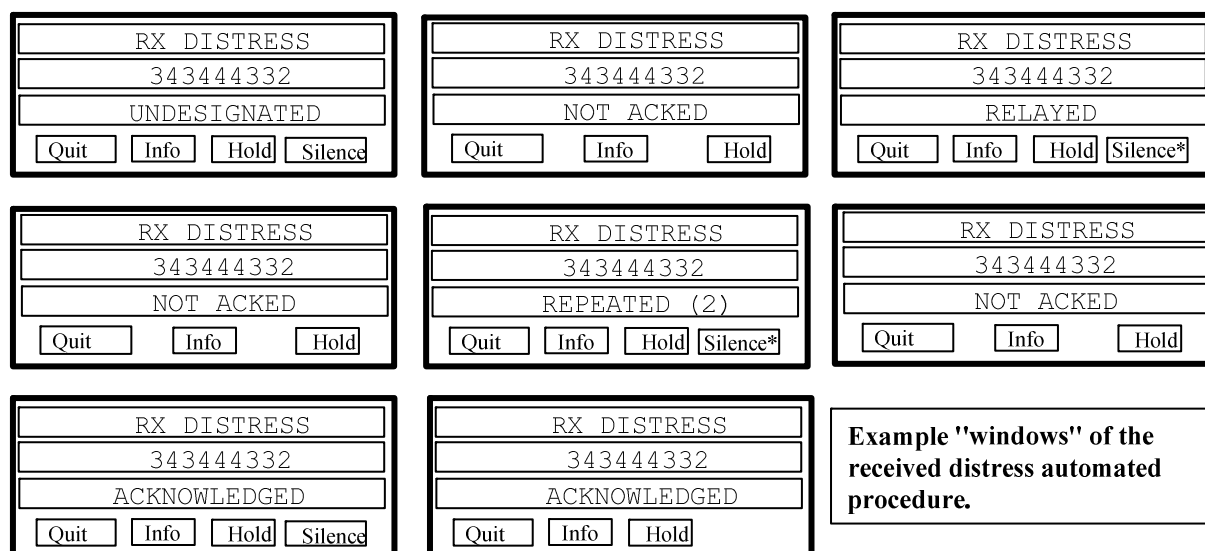 RX DISTRESS
343444332
UNDESIGNATED
Quit Info Hold Silence
RX DISTRESS
343444332
NOT ACKED
Quit Info Hold
RX DISTRESS
343444332
RELAYED
Quit Info Hold Silence*
RX DISTRESS
343444332
NOT ACKED
Quit Info Hold
RX DISTRESS
343444332
REPEATED (2)
Quit Info Hold Silence*
RX DISTRESS
343444332
NOT ACKED
Quit Info Hold
RX DISTRESS
343444332
ACKNOWLEDGED
Quit Info Hold Silence
RX DISTRESS
343444332
ACKNOWLEDGED
Quit Info Hold
Example "windows" of the
received distress automated
procedure.